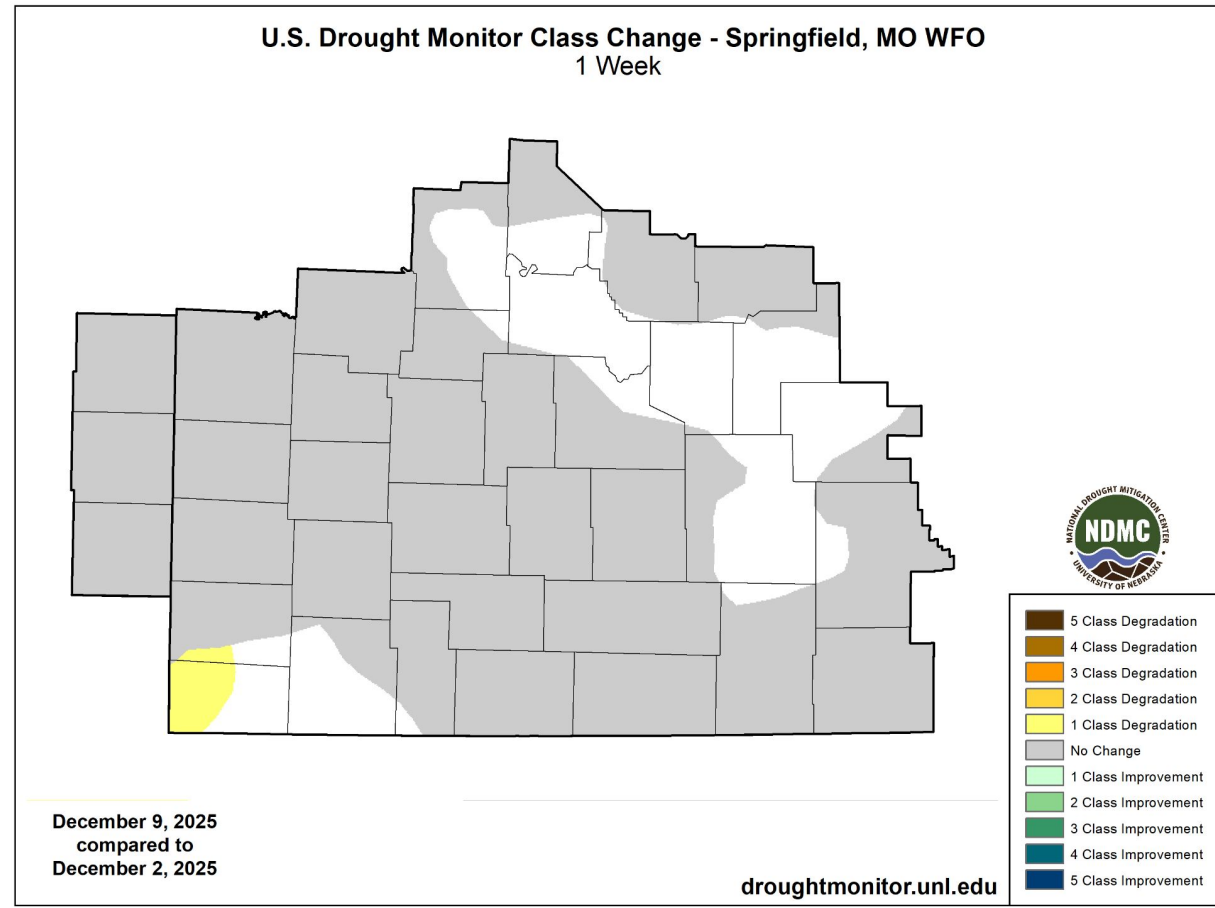 U.S. Drought Monitor Class Change - Springfield, MO WFO
1 Week
NATIONAL DROUGHT MITIGATION CENTER
NDMC
UNIVERSITY OF NEBRASKA
5 Class Degradation
4 Class Degradation
3 Class Degradation
2 Class Degradation
1 Class Degradation
No Change
1 Class Improvement
2 Class Improvement
3 Class Improvement
4 Class Improvement
5 Class Improvement
December 9, 2025
compared to
December 2, 2025
droughtmonitor.unl.edu